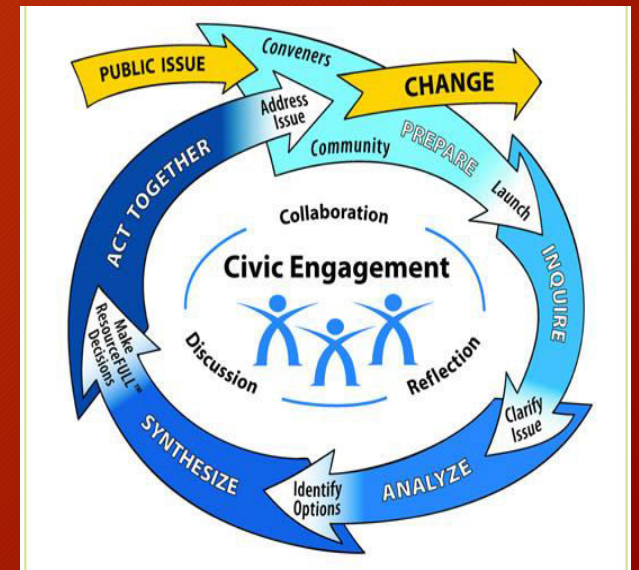 PUBLIC ISSUE
Conveners
CHANGE
Address
Issue
Community
PREPARE
Launch
INQUIRE
Clarify
Issue
ANALYZE
Identify
Options
SYNTHESIZE
Make
ResourceFULL™
Decisions
ACT TOGETHER
Collaboration
Civic Engagement
Discussion
Reflection